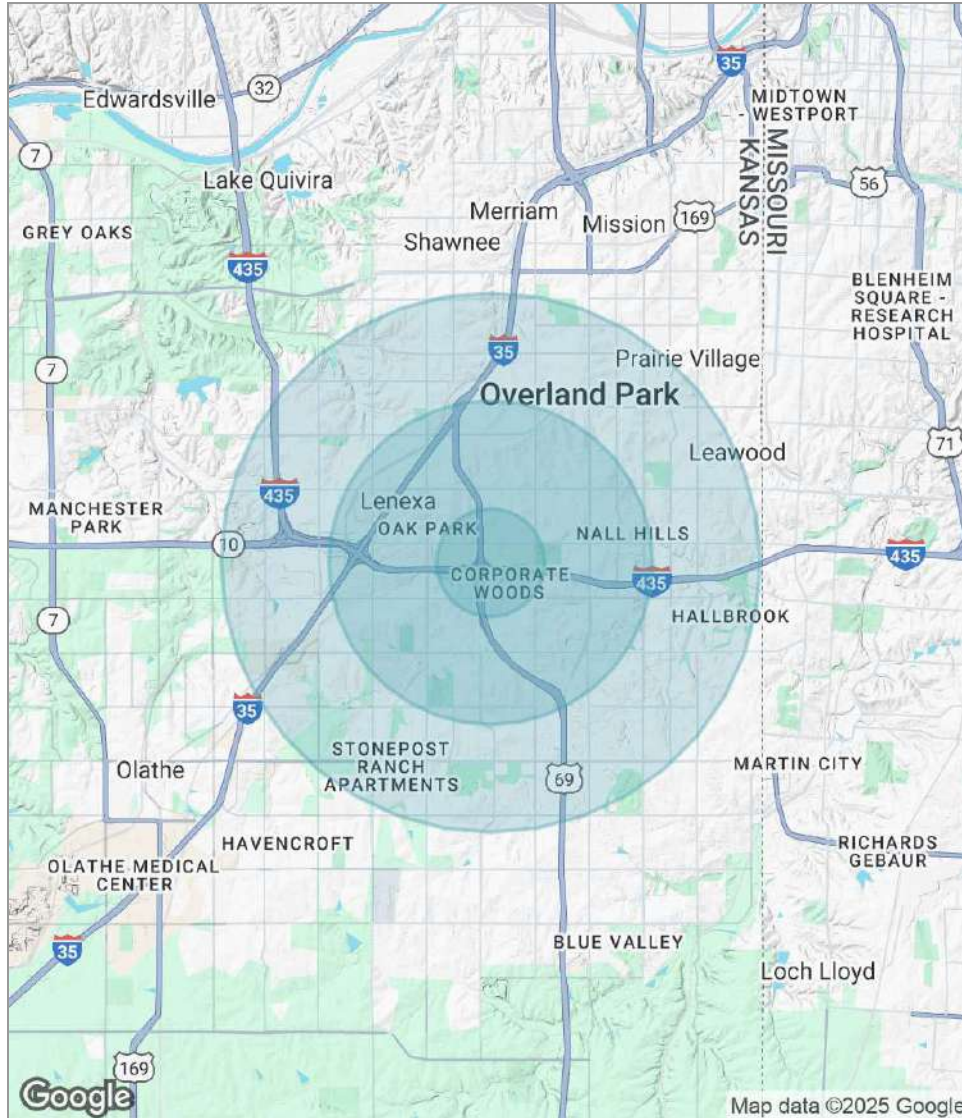 35
32
Edwardsville
MIDTOWN
- WESTPORT
7
MISSOURI
KANSAS
Lake Quivira
56
Merriam
Mission
169
GREY OAKS
Shawnee
435
BLENHEIM
SQUARE -
RESEARCH
HOSPITAL
35
Prairie Village
7
Overland Park
71
Leawood
435
Lenexa
MANCHESTER
PARK
OAK PARK
NALL HILLS
10
435
CORPORATE
WOODS
435
7
HALLBROOK
35
STONEPOST
RANCH
APARTMENTS
Olathe
69
MARTIN CITY
HAVENCROFT
RICHARDS
GEBAUR
OLATHE MEDICAL
CENTER
35
BLUE VALLEY
Loch Lloyd
169
Google
Map data ©2025 Google